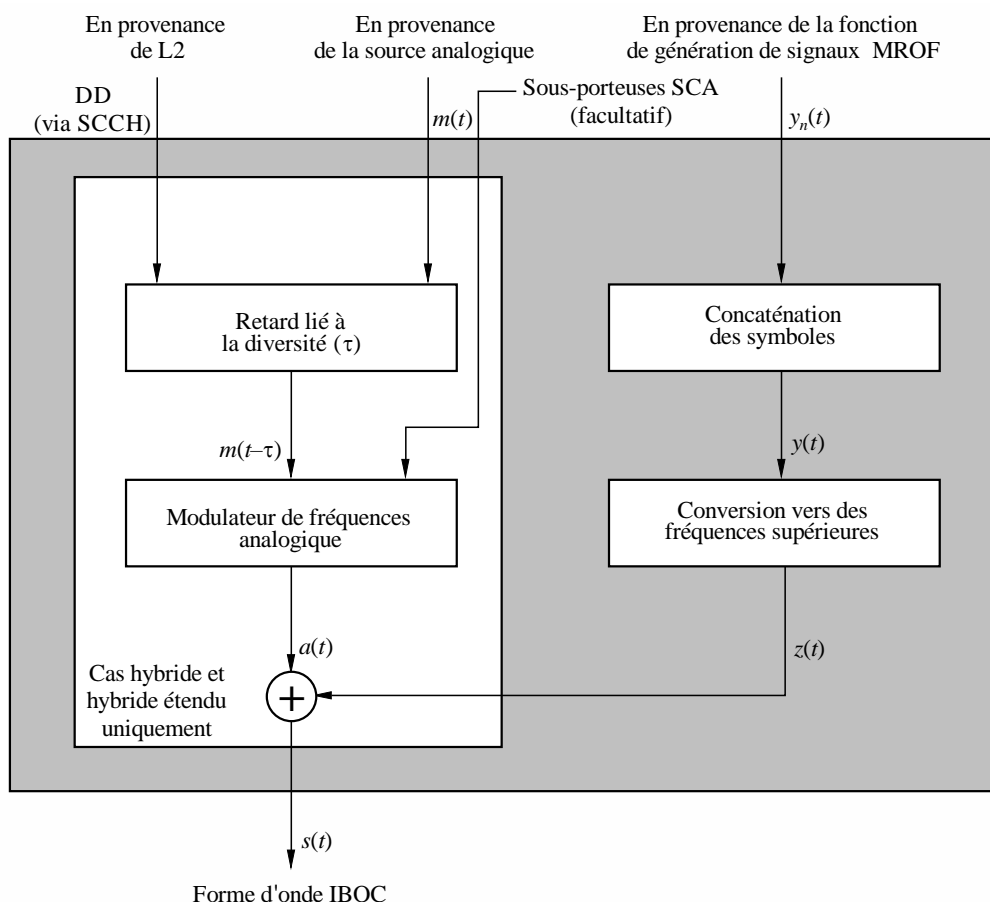 En provenance
de L2
En provenance
de la source analogique
En provenance de la fonction
de génération de signaux MROF
DD
(via SCCH)
m(t)
Sous-porteuses SCA
(facultatif)
yn(t)
Retard lié à
la diversité (τ)
Concaténation
des symboles
m(t–τ)
y(t)
Modulateur de fréquences
analogique
Conversion vers des
fréquences supérieures
a(t)
z(t)
Cas hybride et
hybride étendu
uniquement
+
s(t)
Forme d'onde IBOC